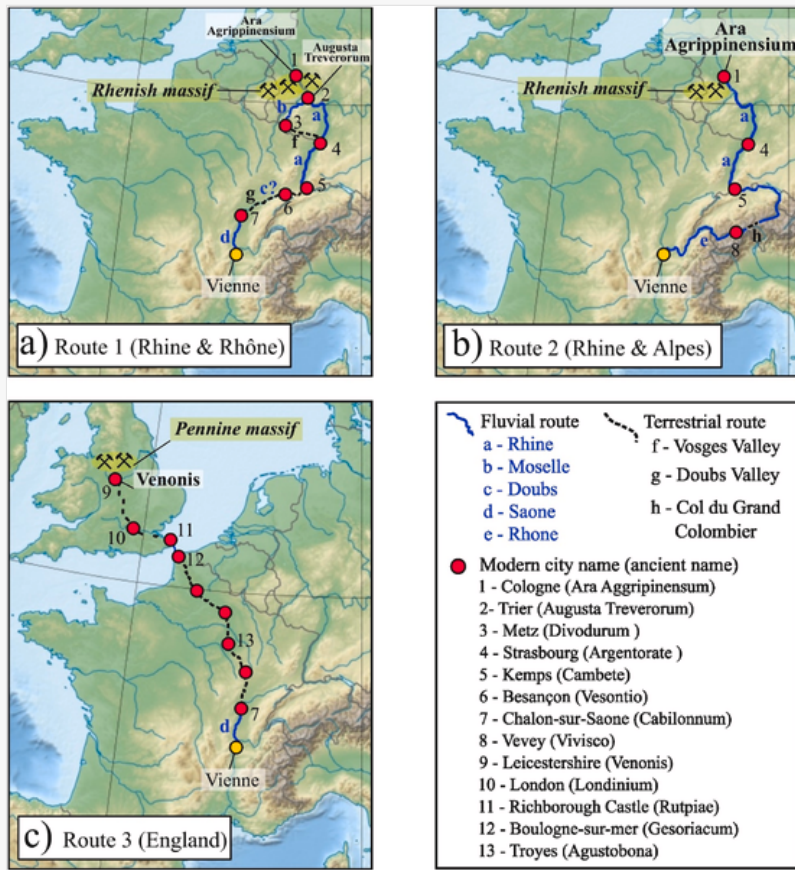 Ara
Agrippinensium
Augusta
Treverorum
1
Rhenish massif
2
b
a
3
f
4
a
c?
5
g
6
7
d
Vienne
a) Route 1 (Rhine & Rhône)
Ara
Agrippinensium
1
Rhenish massif
a
4
a
5
e
8
h
Vienne
b) Route 2 (Rhine & Alpes)
Pennine massif
9
Venonis
10
11
12
13
7
d
Vienne
c) Route 3 (England)
Fluvial route
a - Rhine
b - Moselle
c - Doubs
d - Saone
e - Rhone
Terrestrial route
f - Vosges Valley
g - Doubs Valley
h - Col du Grand
Colombier
Modern city name (ancient name)
1 - Cologne (Ara Aggripinensum)
2- Trier (Augusta Treverorum)
3 - Metz (Divodurum )
4 - Strasbourg (Argentorate )
5 - Kemps (Cambete)
6 - Besançon (Vesontio)
7 - Chalon-sur-Saone (Cabilonnum)
8 - Vevey (Vivisco)
9 - Leicestershire (Venonis)
10 - London (Londinium)
11 - Richborough Castle (Rutpiae)
12 - Boulogne-sur-mer (Gesoriacum)
13 - Troyes (Agustobona)